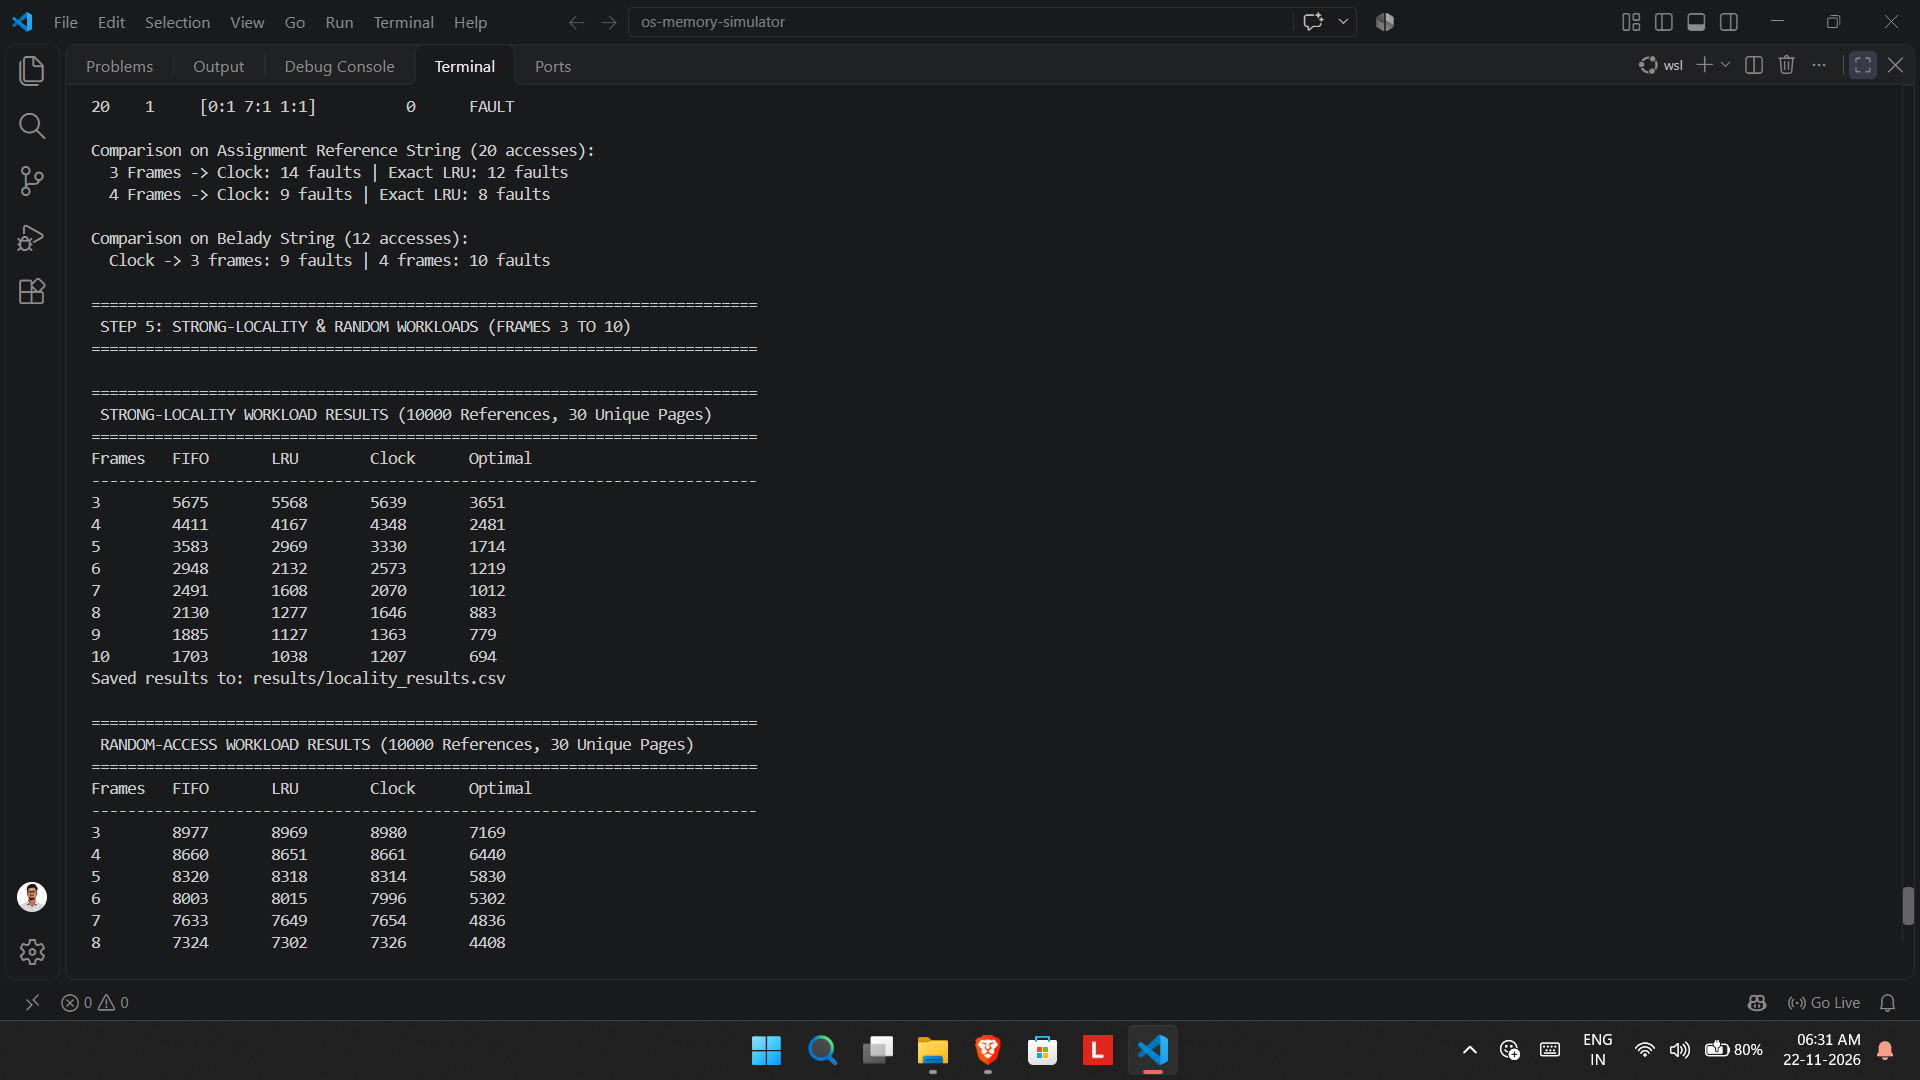 File Edit Selection View Go Run Terminal Help
os-memory-simulator
Problems Output Debug Console Terminal Ports
wsl
20 1 [0:1 7:1 1:1] 0 FAULT
Comparison on Assignment Reference String (20 accesses):
3 Frames -> Clock: 14 faults | Exact LRU: 12 faults
4 Frames -> Clock: 9 faults | Exact LRU: 8 faults
Comparison on Belady String (12 accesses):
Clock -> 3 frames: 9 faults | 4 frames: 10 faults
==========================================================================
STEP 5: STRONG-LOCALITY & RANDOM WORKLOADS (FRAMES 3 TO 10)
==========================================================================
==========================================================================
STRONG-LOCALITY WORKLOAD RESULTS (10000 References, 30 Unique Pages)
==========================================================================
Frames FIFO LRU Clock Optimal
--------------------------------------------------------------------------
3 5675 5568 5639 3651
4 4411 4167 4348 2481
5 3583 2969 3330 1714
6 2948 2132 2573 1219
7 2491 1608 2070 1012
8 2130 1277 1646 883
9 1885 1127 1363 779
10 1703 1038 1207 694
Saved results to: results/locality_results.csv
==========================================================================
RANDOM-ACCESS WORKLOAD RESULTS (10000 References, 30 Unique Pages)
==========================================================================
Frames FIFO LRU Clock Optimal
--------------------------------------------------------------------------
3 8977 8969 8980 7169
4 8660 8651 8661 6440
5 8320 8318 8314 5830
6 8003 8015 7996 5302
7 7633 7649 7654 4836
8 7324 7302 7326 4408
0 0
Go Live
L
ENG
IN
80%
06:31 AM
22-11-2026